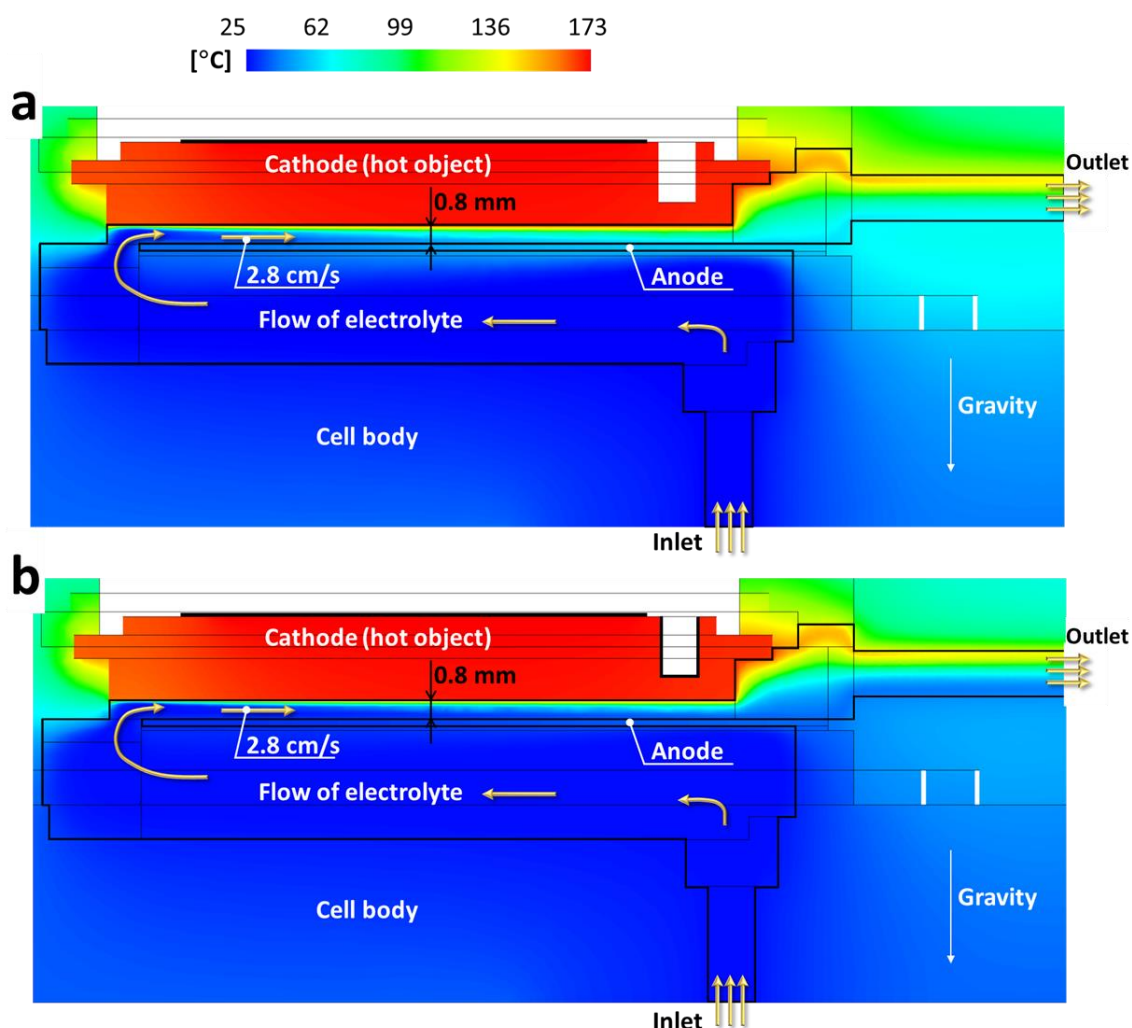 25 62 99 136 173
[°C]
a
Cathode (hot object)
Outlet
0.8 mm
2.8 cm/s
Anode
Flow of electrolyte
Gravity
Cell body
Inlet
b
Cathode (hot object)
Outlet
0.8 mm
2.8 cm/s
Anode
Flow of electrolyte
Gravity
Cell body
Inlet